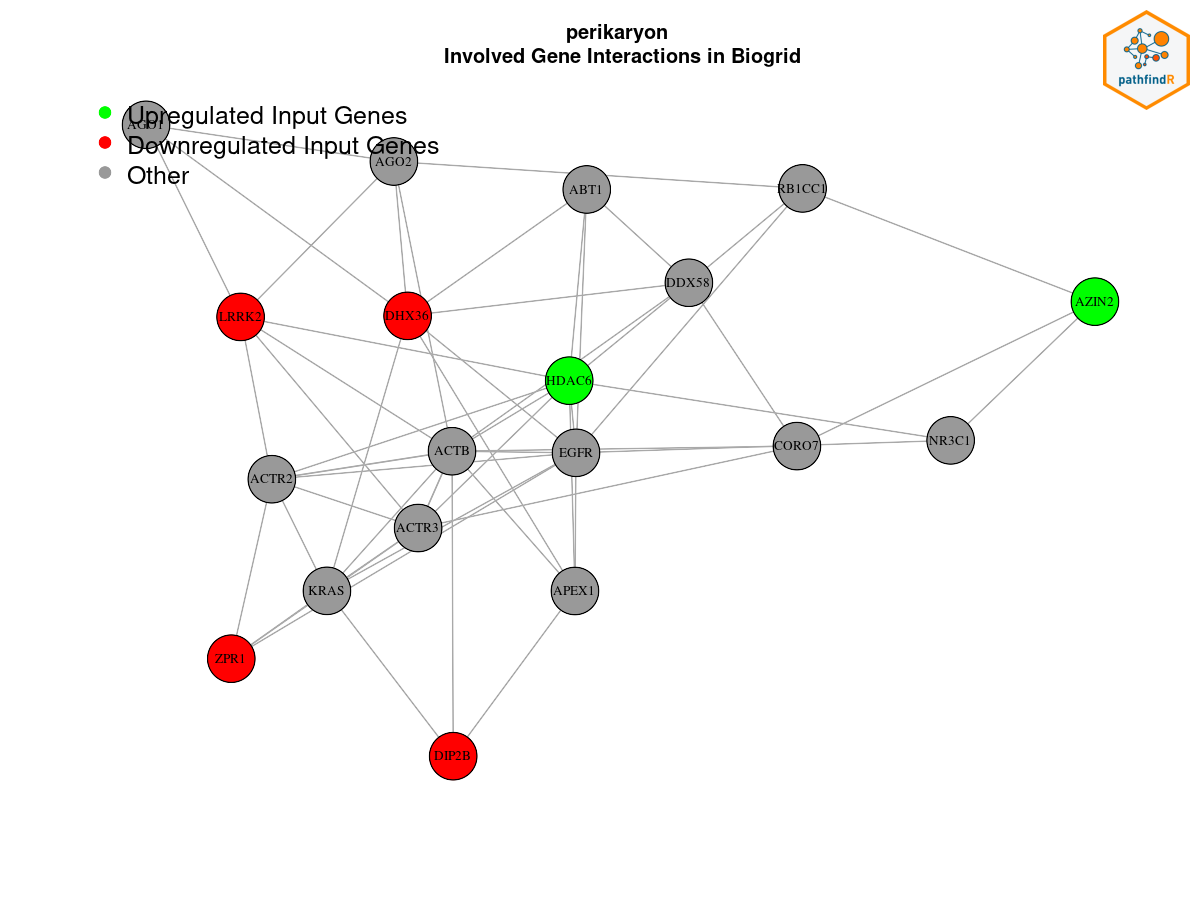 perikaryon
Involved Gene Interactions in Biogrid
pathfindR
Upregulated Input Genes
Downregulated Input Genes
Other
AGO1
AGO2
ABT1
RB1CC1
DDX58
AZIN2
LRRK2
DHX36
HDAC6
ACTB
EGFR
CORO7
NR3C1
ACTR2
ACTR3
KRAS
APEX1
ZPR1
DIP2B